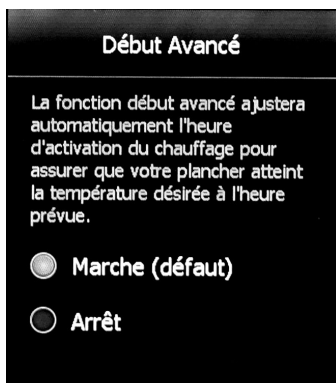 Début Avancé
La fonction début avancé ajustera
automatiquement l'heure
d'activation du chauffage pour
assurer que votre plancher atteint
la température désirée à l'heure
prévue.
Marche (défaut)
Arrêt